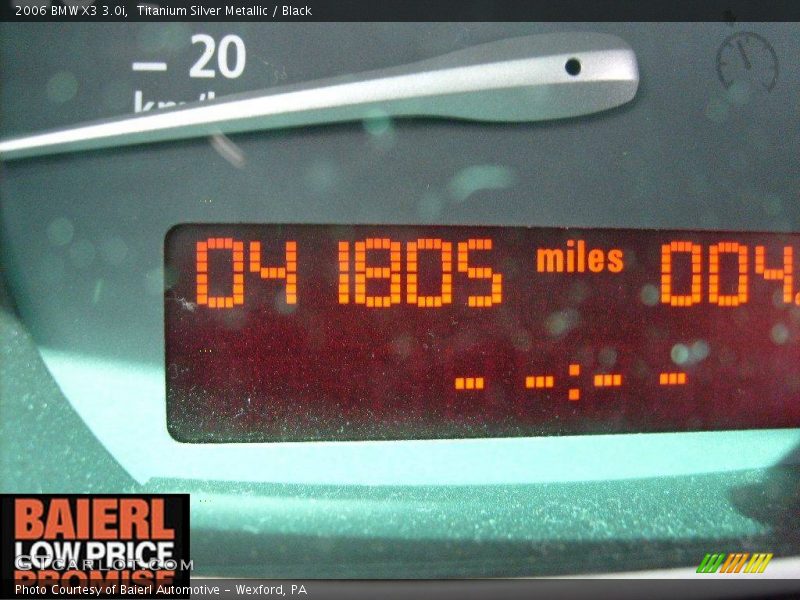 2006 BMW X3 3.0i,  Titanium Silver Metallic / Black
– 20
km/h
041805 miles 004.
- -:- -
BAIERL
LOW PRICE
PROMISE
GTCARLOT.COM
Photo Courtesy of Baierl Automotive – Wexford, PA